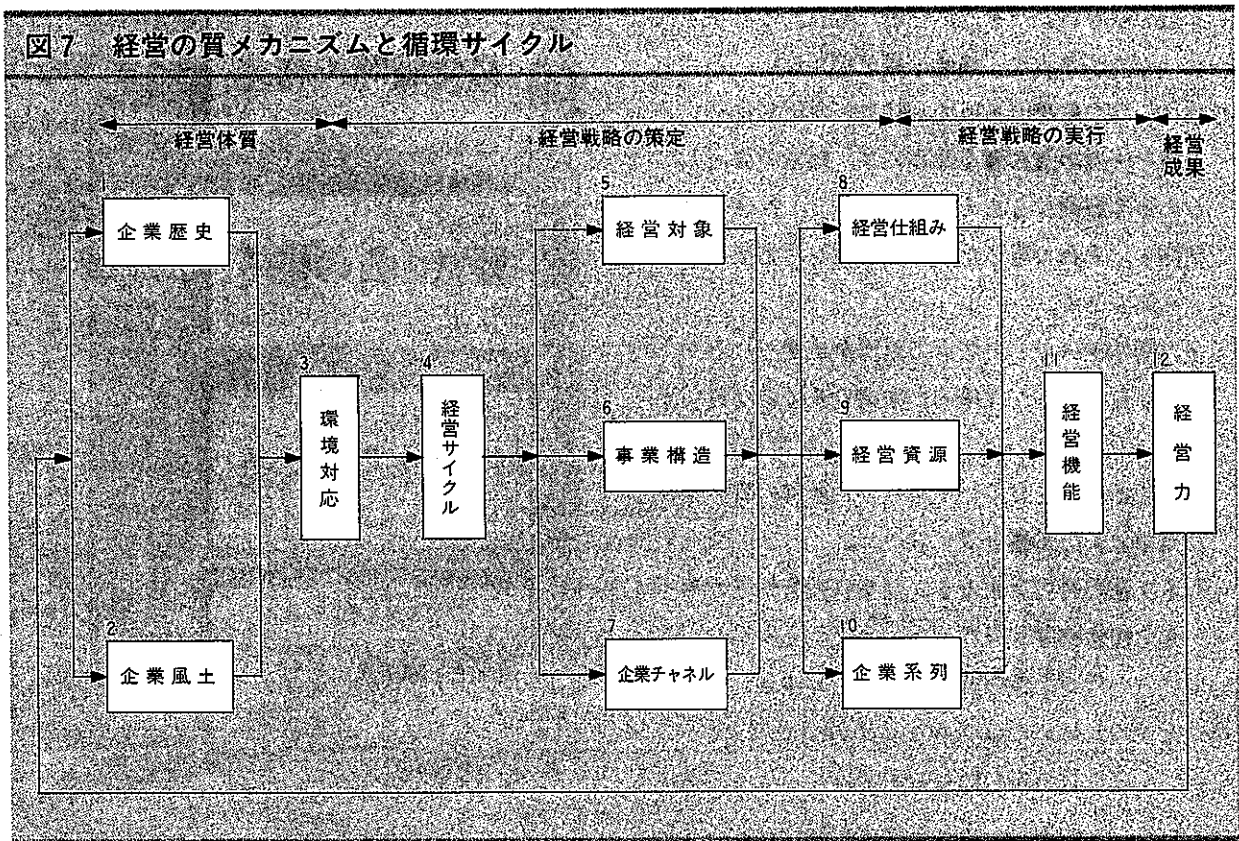 図7 経営の質メカニズムと循環サイクル
経営体質
経営戦略の策定
経営戦略の実行
経営
成果
1
企業歴史
2
企業風土
3
環境対応
4
経営サイクル
5
経営対象
6
事業構造
7
企業チャネル
8
経営仕組み
9
経営資源
10
企業系列
11
経営機能
12
経営力